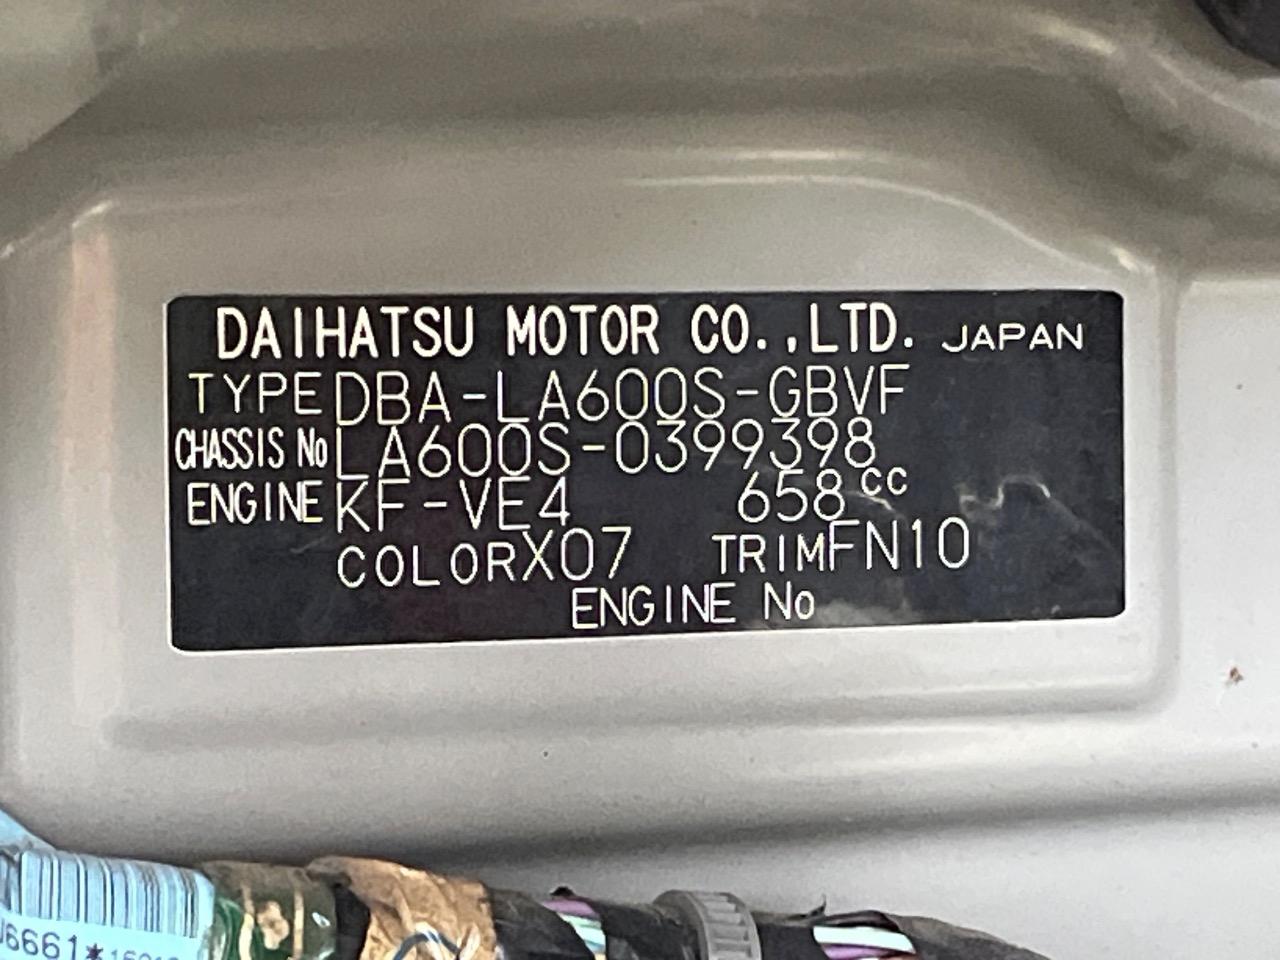 DAIHATSU MOTOR CO.,LTD. JAPAN
TYPE DBA-LA600S-GBVF
CHASSIS No LA600S-0399398
ENGINE KF-VE4 658cc
COLOR X07 TRIM FN10
ENGINE No
6661*